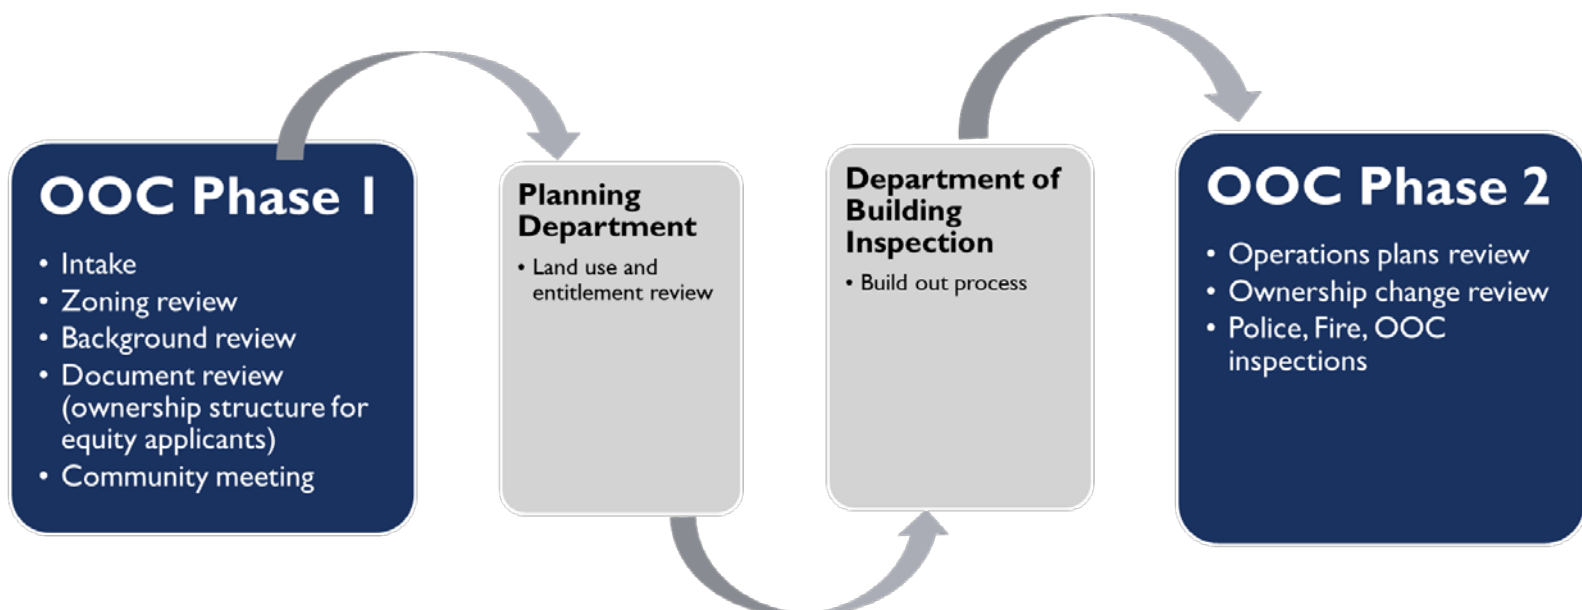 OOC Phase 1
• Intake
• Zoning review
• Background review
• Document review
(ownership structure for
equity applicants)
• Community meeting
Planning
Department
• Land use and
entitlement review
Department of
Building
Inspection
• Build out process
OOC Phase 2
• Operations plans review
• Ownership change review
• Police, Fire, OOC
inspections